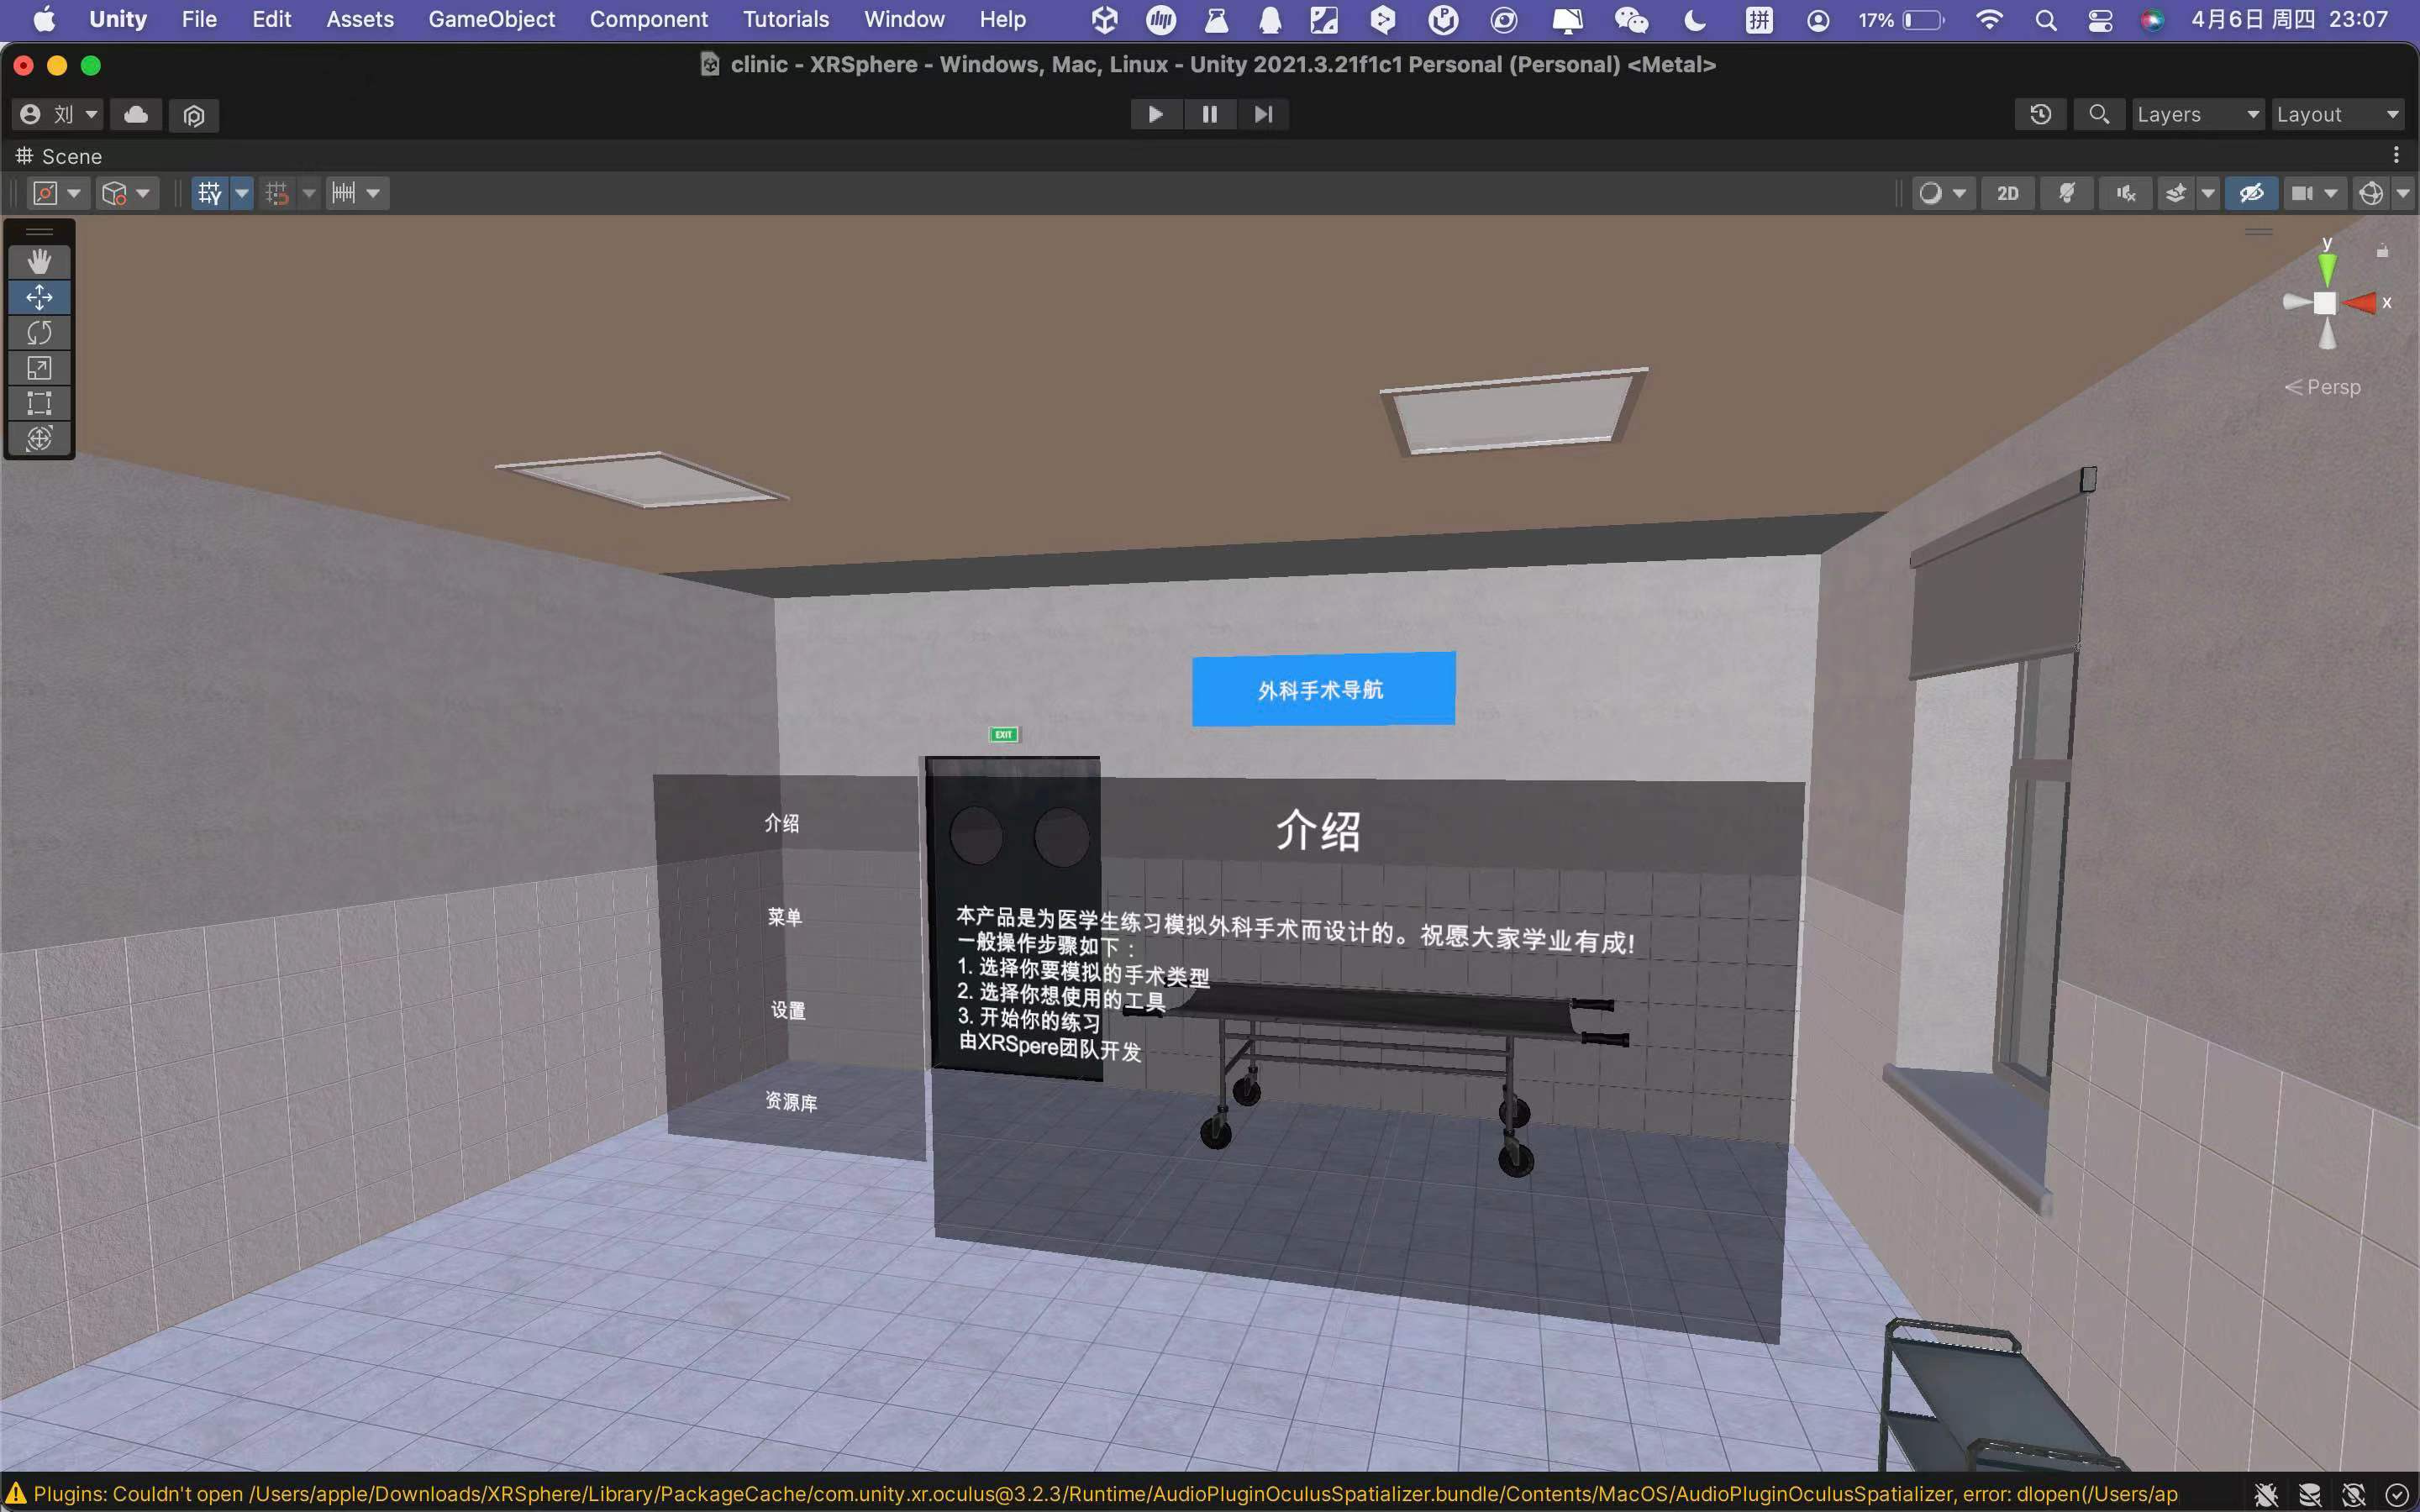 Unity File Edit Assets GameObject Component Tutorials Window Help 拼 17% 4月6日 周四 23:07
clinic - XRSphere - Windows, Mac, Linux - Unity 2021.3.21f1c1 Personal (Personal) <Metal>
刘 Layers Layout
Scene
2D
y
x
Persp
外科手术导航
EXIT
介绍
菜单
设置
资源库
介绍
本产品是为医学生练习模拟外科手术而设计的。祝愿大家学业有成!
一般操作步骤如下：
1. 选择你要模拟的手术类型
2. 选择你想使用的工具
3. 开始你的练习
由XRSpere团队开发
Plugins: Couldn't open /Users/apple/Downloads/XRSphere/Library/PackageCache/com.unity.xr.oculus@3.2.3/Runtime/AudioPluginOculusSpatializer.bundle/Contents/MacOS/AudioPluginOculusSpatializer, error: dlopen(/Users/ap